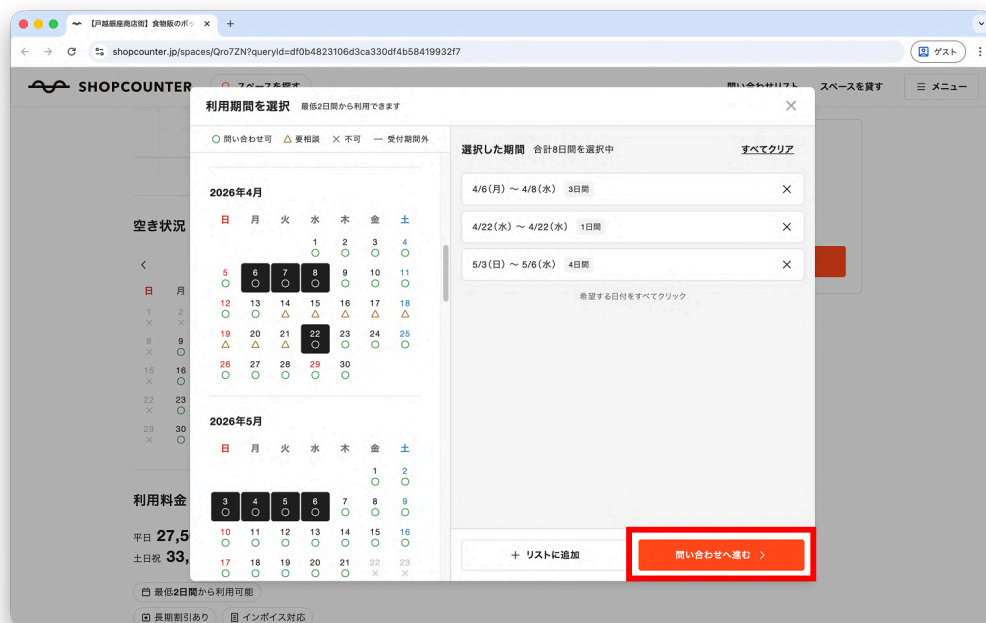 【戸越銀座商店街】食物販のポッ
shopcounter.jp/spaces/Qro7ZN?queryId=df0b4823106d3ca330df4b58419932f7
ゲスト
SHOPCOUNTER
スペースを探す
問い合わせリスト
スペースを貸す
メニュー
利用期間を選択 最低2日間から利用できます
問い合わせ可 要相談 不可 受付期間外
2026年4月
日 月 火 水 木 金 土
1 2 3 4
5 6 7 8 9 10 11
12 13 14 15 16 17 18
19 20 21 22 23 24 25
26 27 28 29 30
2026年5月
日 月 火 水 木 金 土
1 2
3 4 5 6 7 8 9
10 11 12 13 14 15 16
17 18 19 20 21 22 23
選択した期間 合計8日間を選択中 すべてクリア
4/6(月) 〜 4/8(水) 3日間
4/22(水) 〜 4/22(水) 1日間
5/3(日) 〜 5/6(水) 4日間
希望する日付をすべてクリック
+ リストに追加
問い合わせへ進む >
空き状況
日 月
1 2
8 9
15 16
22 23
29 30
利用料金
平日 27,5
土日祝 33,
最低2日間から利用可能
長期割引あり
インボイス対応